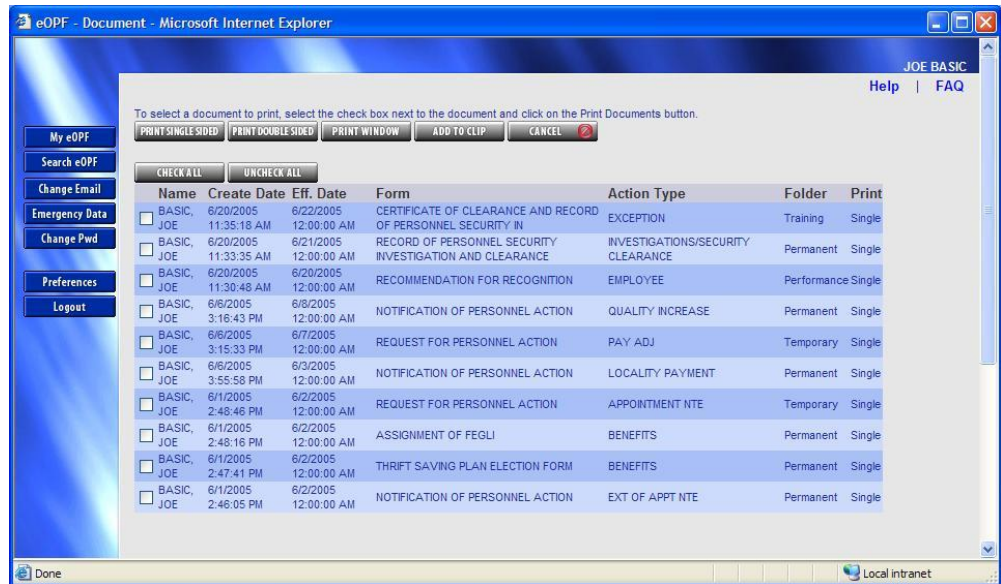 eOPF - Document - Microsoft Internet Explorer
JOE BASIC
Help | FAQ
To select a document to print, select the check box next to the document and click on the Print Documents button.
PRINT SINGLE SIDED PRINT DOUBLE SIDED PRINT WINDOW ADD TO CLIP CANCEL
My eOPF
Search eOPF
Change Email
Emergency Data
Change Pwd
Preferences
Logout
CHECK ALL UNCHECK ALL
Name Create Date Eff. Date Form Action Type Folder Print
BASIC, JOE 6/20/2005 11:35:18 AM 6/22/2005 12:00:00 AM CERTIFICATE OF CLEARANCE AND RECORD OF PERSONNEL SECURITY IN EXCEPTION Training Single
BASIC, JOE 6/20/2005 11:33:35 AM 6/21/2005 12:00:00 AM RECORD OF PERSONNEL SECURITY INVESTIGATION AND CLEARANCE INVESTIGATIONS/SECURITY CLEARANCE Permanent Single
BASIC, JOE 6/20/2005 11:30:48 AM 6/20/2005 12:00:00 AM RECOMMENDATION FOR RECOGNITION EMPLOYEE Performance Single
BASIC, JOE 6/6/2005 3:16:43 PM 6/8/2005 12:00:00 AM NOTIFICATION OF PERSONNEL ACTION QUALITY INCREASE Permanent Single
BASIC, JOE 6/6/2005 3:15:33 PM 6/7/2005 12:00:00 AM REQUEST FOR PERSONNEL ACTION PAY ADJ Temporary Single
BASIC, JOE 6/6/2005 3:55:58 PM 6/3/2005 12:00:00 AM NOTIFICATION OF PERSONNEL ACTION LOCALITY PAYMENT Permanent Single
BASIC, JOE 6/1/2005 2:48:46 PM 6/2/2005 12:00:00 AM REQUEST FOR PERSONNEL ACTION APPOINTMENT NTE Temporary Single
BASIC, JOE 6/1/2005 2:48:16 PM 6/2/2005 12:00:00 AM ASSIGNMENT OF FEGLI BENEFITS Permanent Single
BASIC, JOE 6/1/2005 2:47:41 PM 6/2/2005 12:00:00 AM THRIFT SAVING PLAN ELECTION FORM BENEFITS Permanent Single
BASIC, JOE 6/1/2005 2:46:05 PM 6/2/2005 12:00:00 AM NOTIFICATION OF PERSONNEL ACTION EXT OF APPT NTE Permanent Single
Done Local intranet